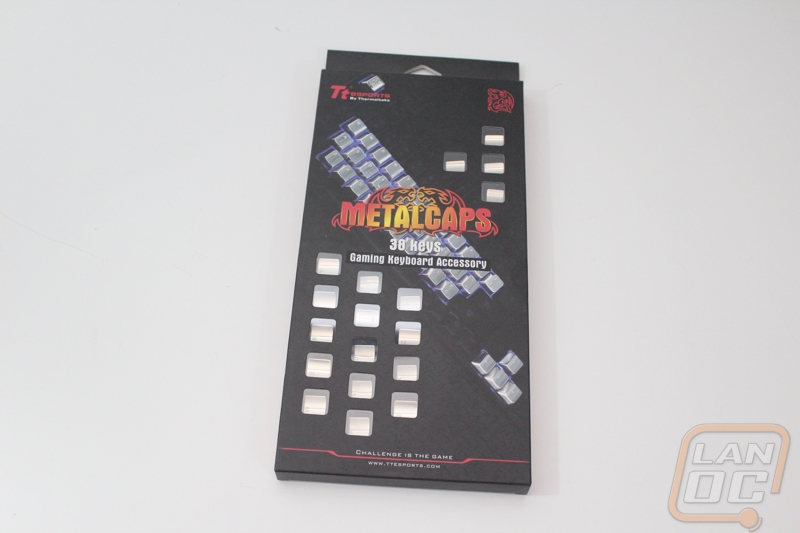 Tt eSPORTS
By Thermaltake
METALCAPS
38 keys
Gaming Keyboard Accessory
CHALLENGE IS THE GAME
WWW.TTESPORTS.COM
LAN
OC